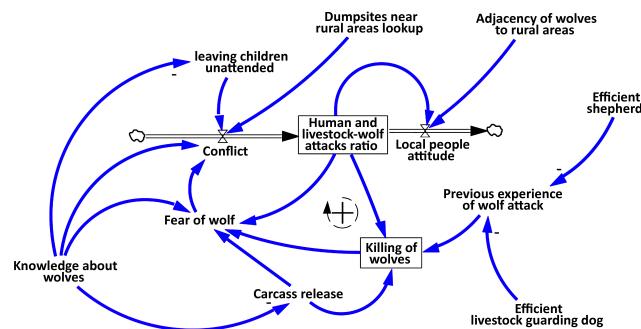 Dumpsites near
rural areas lookup
Adjacency of wolves
to rural areas
leaving children
unattended
-
Efficient
shepherd
Human and
livestock-wolf
attacks ratio
Conflict
Local people
attitude
-
Previous experience
of wolf attack
Fear of wolf
+
-
Killing of
wolves
Knowledge about
wolves
-
Carcass release
Efficient
livestock guarding dog